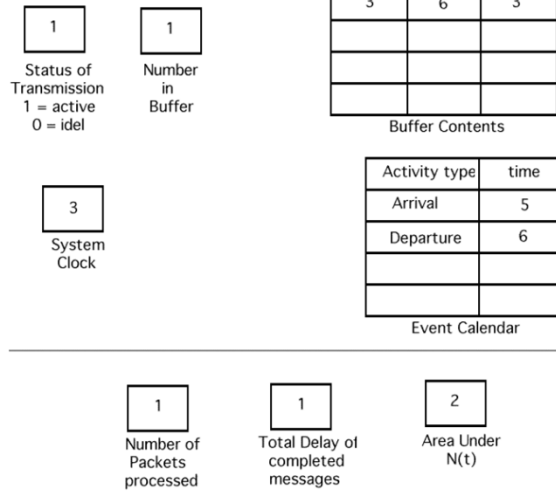 3 6 3
1 1
Status of
Transmission
1 = active
0 = idel
Number
in
Buffer
Buffer Contents
Activity type time
Arrival 5
Departure 6
Event Calendar
3
System
Clock
1 1 2
Number of
Packets
processed
Total Delay of
completed
messages
Area Under
N(t)